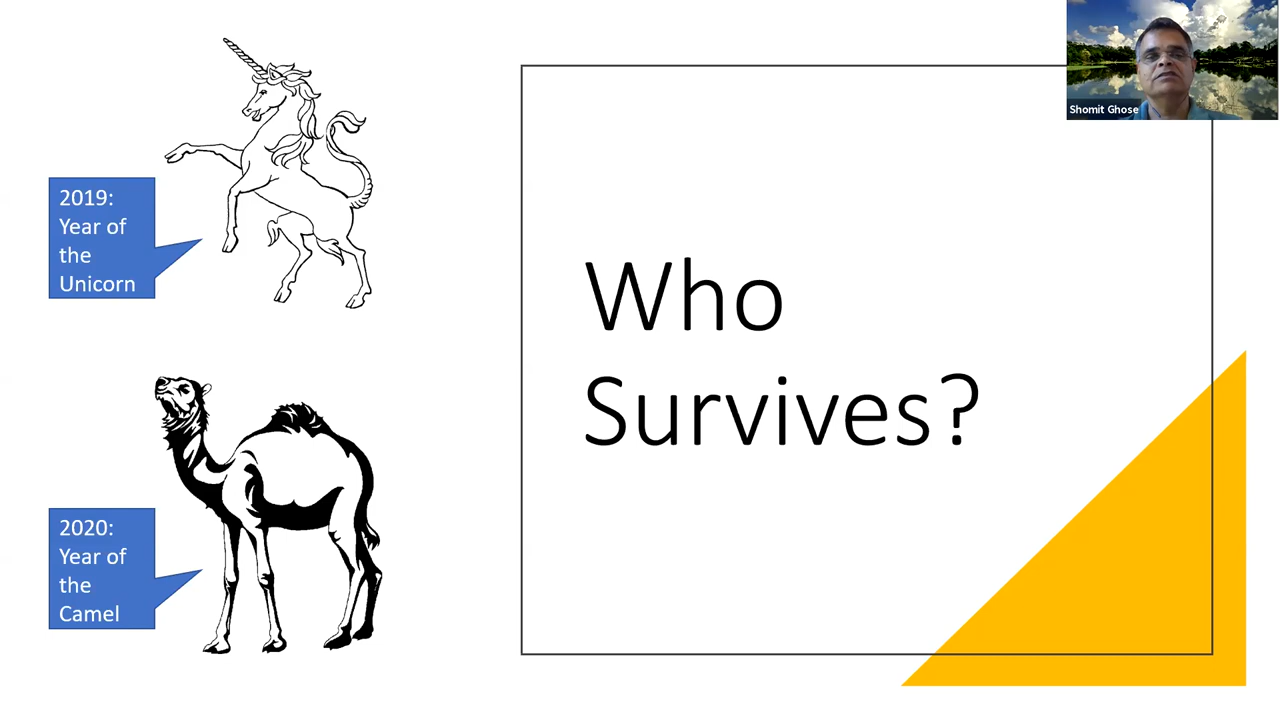 2019:
Year of
the
Unicorn
2020:
Year of
the
Camel
Who
Survives?
Shomit Ghose